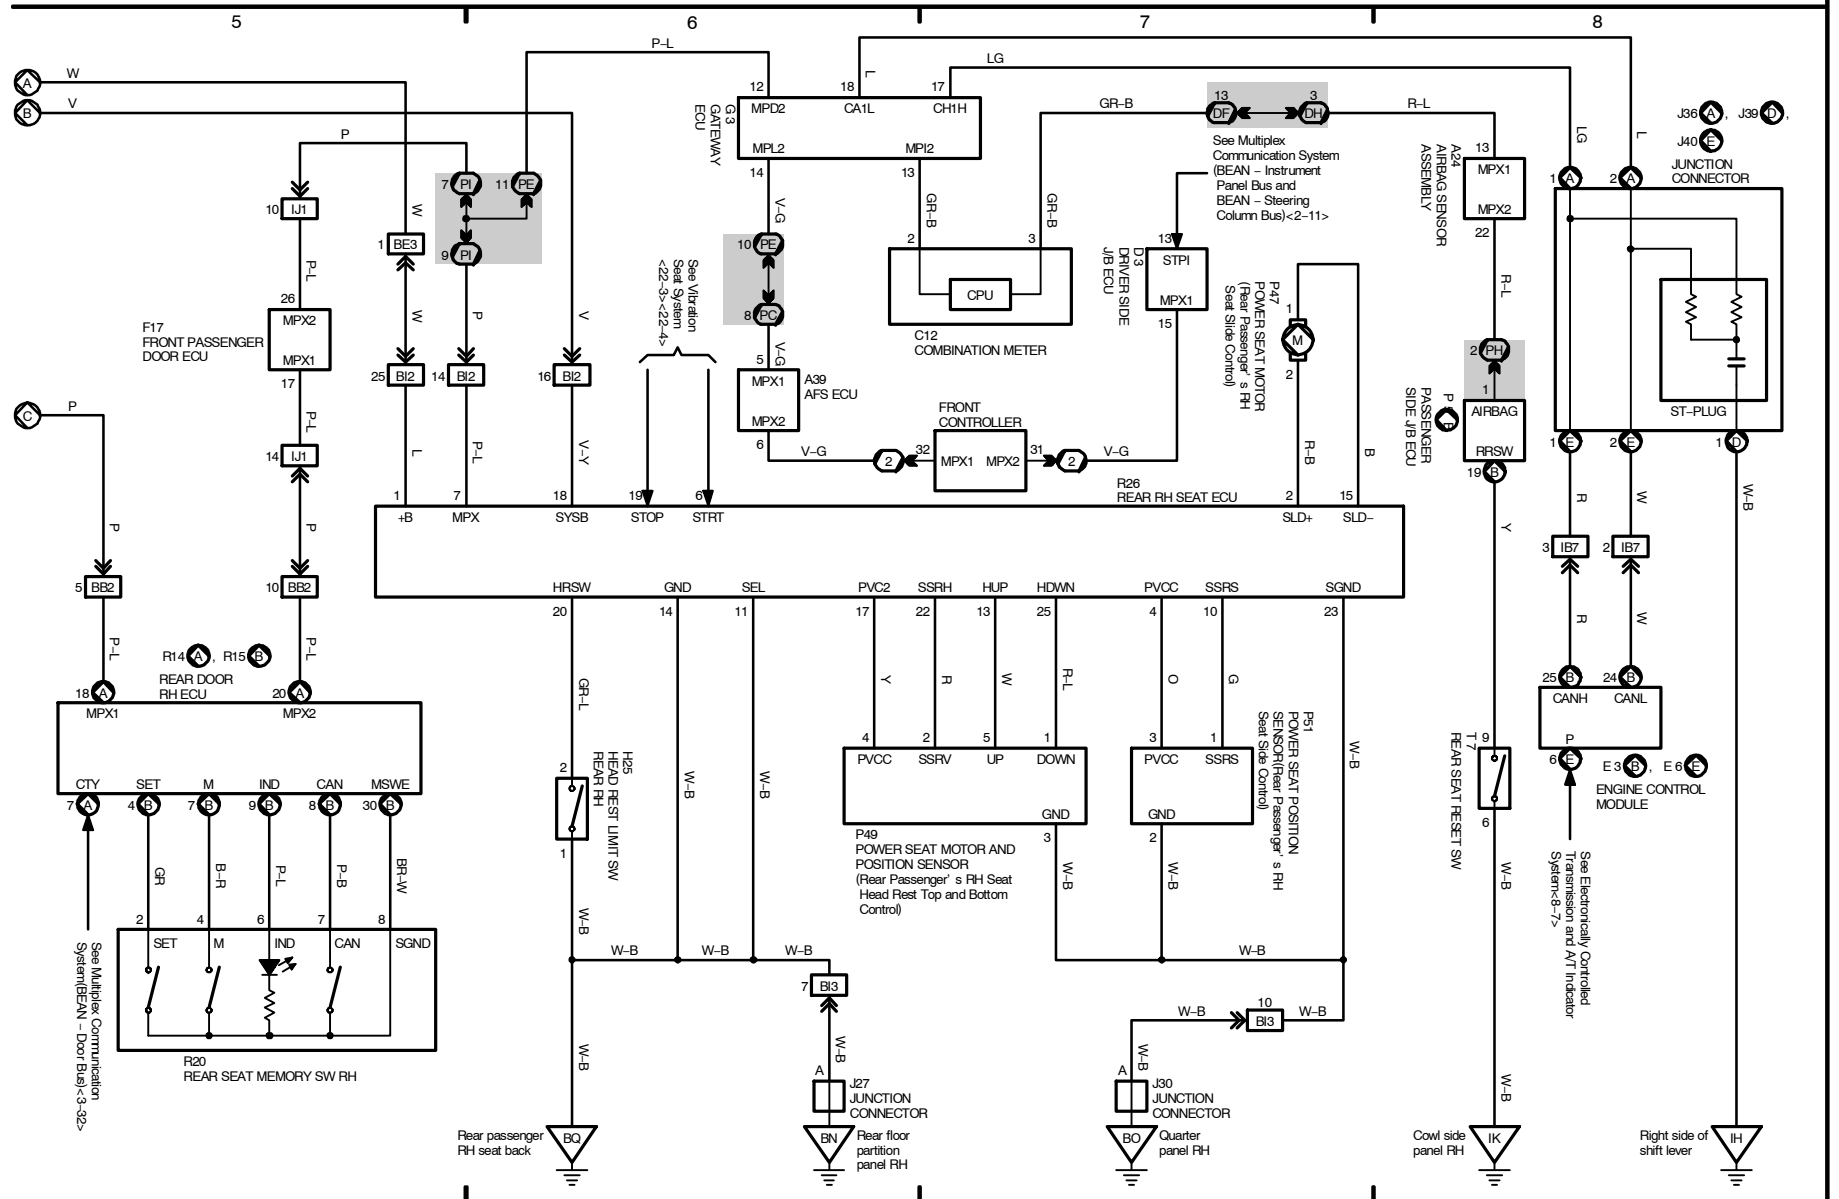 5
6
7
8
A
W
B
V
P
P-L
L
LG
12
18
17
MPD2
CA1L
CH1H
G 3
GATEWAY
ECU
MPL2
MPI2
14
13
GR-B
13
DF
3
DH
R-L
See Multiplex
Communication System
(BEAN - Instrument
Panel Bus and
BEAN - Steering
Column Bus)<2-11>
J36 A, J39 D,
J40 E
JUNCTION
CONNECTOR
LG
L
1 A
2 A
13
MPX1
MPX2
22
A24
AIRBAG SENSOR
ASSEMBLY
7 PI
11 PE
9 PI
10 IJ1
W
1 BE3
V-G
GR-B
GR-B
10 PE
8 PC
2
3
CPU
C12
COMBINATION METER
13
STPI
MPX1
15
D 3
DRIVER SIDE
J/B ECU
P47
POWER SEAT MOTOR
(Rear Passenger's RH
Seat Slide Control)
1
M
2
R-L
2 PH
1
AIRBAG
RRSW
19 B
PASSENGER
SIDE J/B ECU
ST-PLUG
1 E
2 E
1 D
P-L
26
MPX2
MPX1
17
F17
FRONT PASSENGER
DOOR ECU
W
P
V
See Vibration
Seat System
<22-3><22-4>
V-G
5
MPX1
MPX2
6
A39
AFS ECU
25 BI2
14 BI2
16 BI2
C
P
P-L
14 IJ1
L
P-L
V-Y
FRONT
CONTROLLER
V-G
2
32
MPX1
MPX2
31
2
V-G
R-B
B
R26
REAR RH SEAT ECU
1
7
18
19
6
2
15
+B
MPX
SYSB
STOP
STRT
SLD+
SLD-
R
W
W-B
P
P
Y
3 IB7
2 IB7
5 BB2
10 BB2
HRSW
GND
SEL
PVC2
SSRH
HUP
HDWN
PVCC
SSRS
SGND
20
14
11
17
22
13
25
4
10
23
R
W
P-L
P-L
R14 A, R15 B
REAR DOOR
RH ECU
18 A
20 A
MPX1
MPX2
GR-L
Y
R
W
R-L
O
G
25 B
24 B
CANH
CANL
P
6 E
E 3 B, E 6 E
ENGINE CONTROL
MODULE
CTY
SET
M
IND
CAN
MSWE
7 A
4 B
7 B
9 B
8 B
30 B
2
1
H25
HEAD REST LIMIT SW
REAR RH
W-B
W-B
4
2
5
1
PVCC
SSRV
UP
DOWN
GND
3
P49
POWER SEAT MOTOR AND
POSITION SENSOR
(Rear Passenger's RH Seat
Head Rest Top and Bottom
Control)
3
1
PVCC
SSRS
GND
2
P51
POWER SEAT POSITION
SENSOR(Rear Passenger's RH
Seat Side Control)
W-B
9
6
T 7
REAR SEAT RESET SW
See Electronically Controlled
Transmission and A/T Indicator
System<8-7>
GR
B-R
P-L
P-B
BR-W
W-B
W-B
W-B
W-B
2
4
6
7
8
SET
M
IND
CAN
SGND
See Multiplex Communication
System(BEAN - Door Bus)<3-32>
R20
REAR SEAT MEMORY SW RH
W-B
W-B
W-B
W-B
7 BI3
W-B
10
BI3
W-B
W-B
W-B
W-B
A
J27
JUNCTION
CONNECTOR
W-B
A
J30
JUNCTION
CONNECTOR
W-B
Rear passenger
RH seat back
BQ
BN
Rear floor
partition
panel RH
BO
Quarter
panel RH
Cowl side
panel RH
IK
Right side of
shift lever
IH